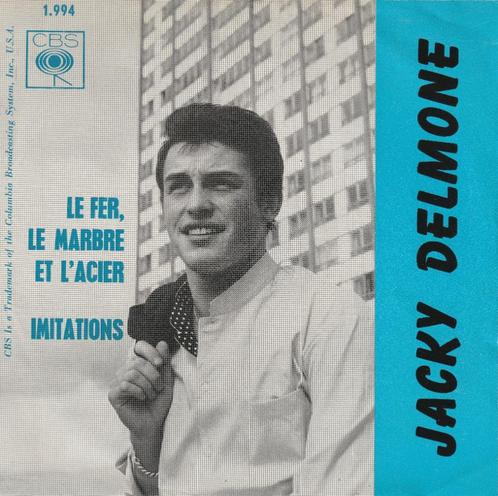 1.994
CBS
CBS Is a Trademark of the Columbia Broadcasting System, Inc., U.S.A.
LE FER,
LE MARBRE
ET L'ACIER
IMITATIONS
JACKY DELMONE